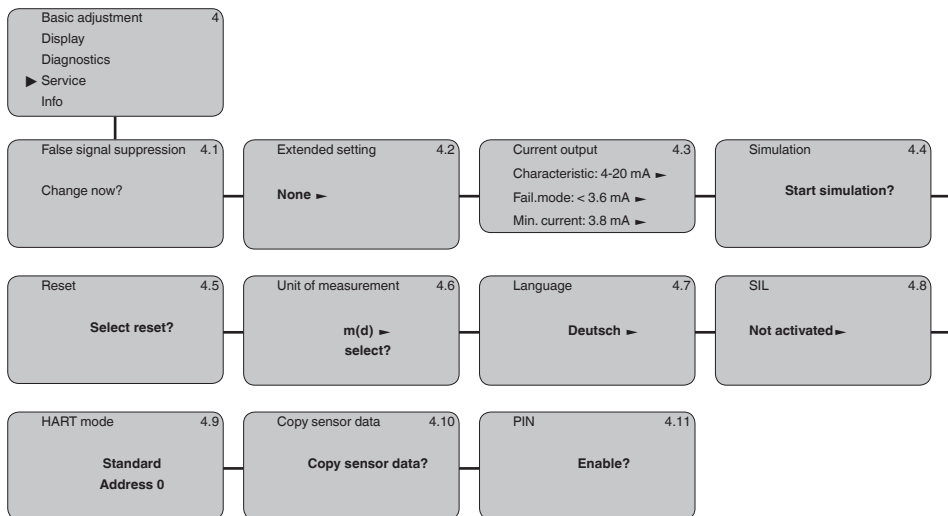 Basic adjustment 4
Display
Diagnostics
► Service
Info
False signal suppression 4.1
Change now?
Extended setting 4.2
None ►
Current output 4.3
Characteristic: 4-20 mA ►
Fail.mode: < 3.6 mA ►
Min. current: 3.8 mA ►
Simulation 4.4
Start simulation?
Reset 4.5
Select reset?
Unit of measurement 4.6
m(d) ►
select?
Language 4.7
Deutsch ►
SIL 4.8
Not activated ►
HART mode 4.9
Standard
Address 0
Copy sensor data 4.10
Copy sensor data?
PIN 4.11
Enable?